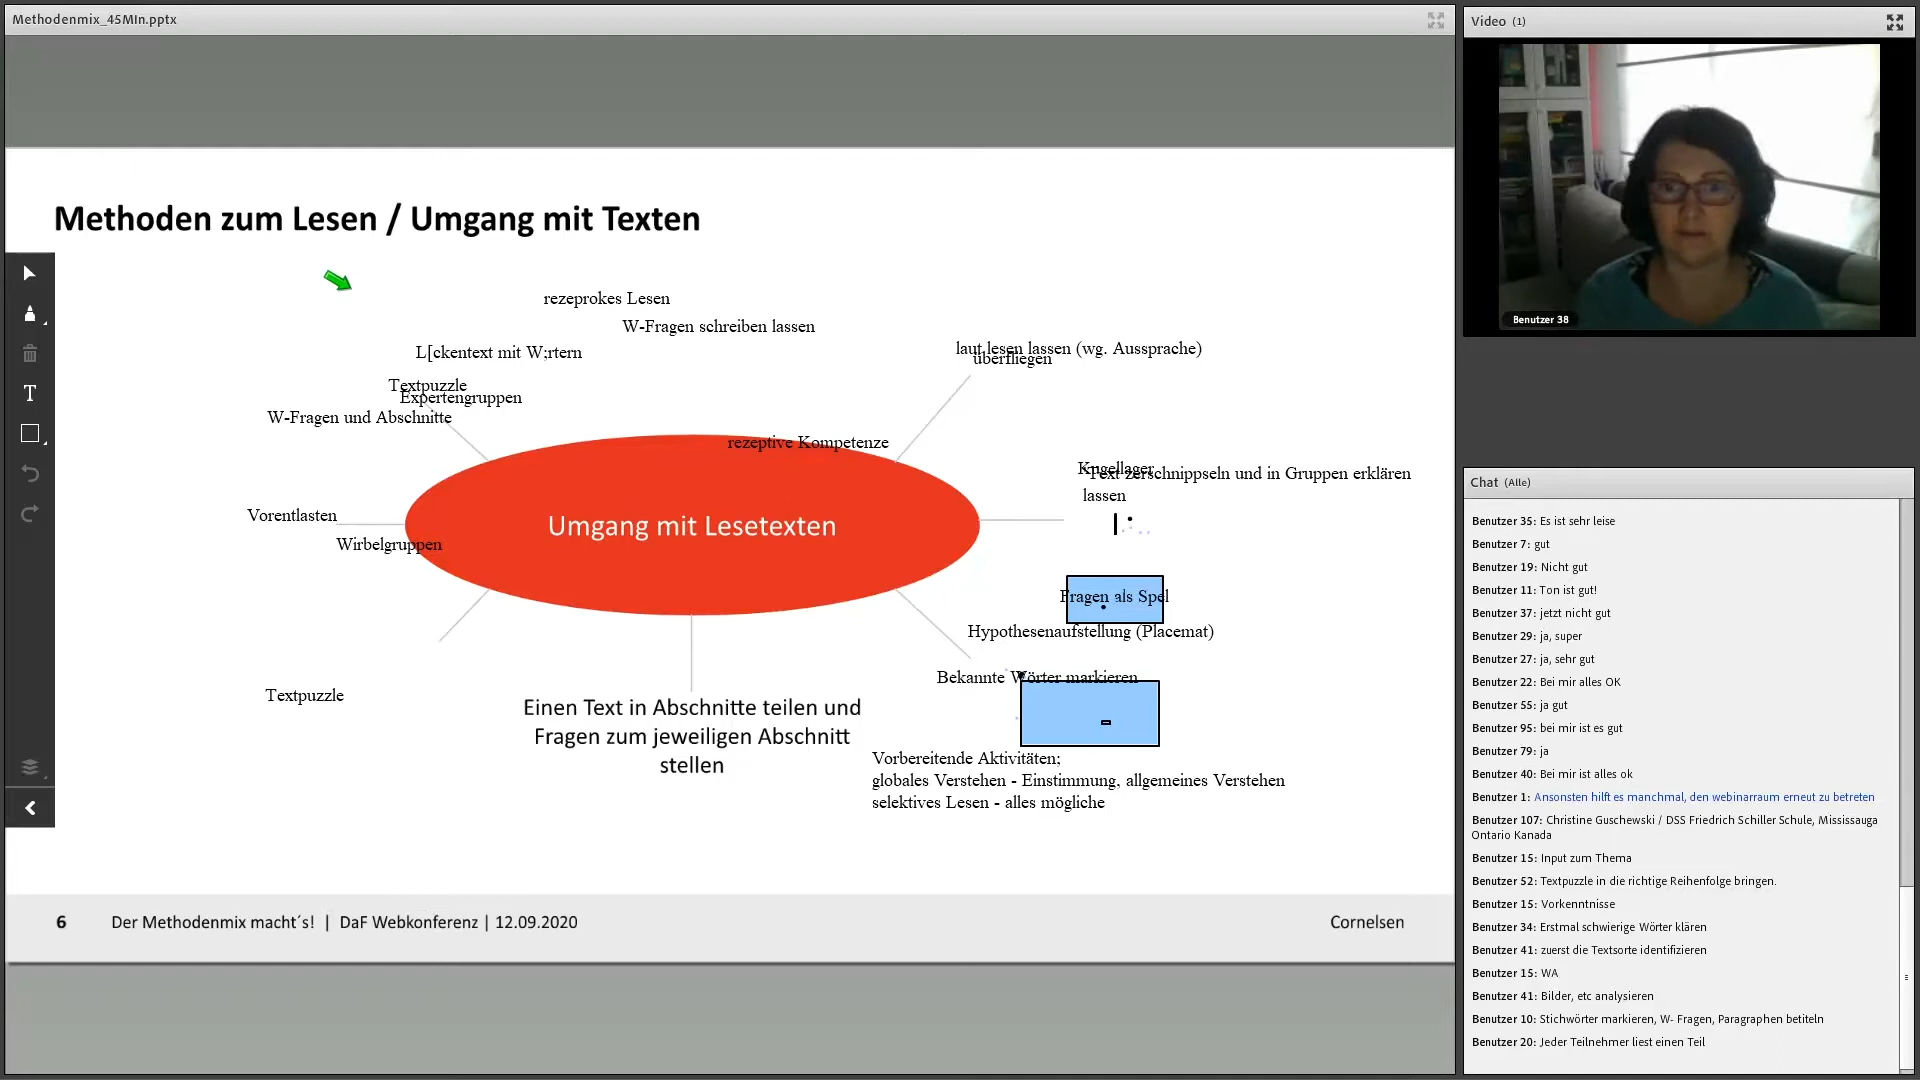 Methodenmix_45MIn.pptx
Methoden zum Lesen / Umgang mit Texten
rezeprokes Lesen
W-Fragen schreiben lassen
L[ckentext mit W;rtern
laut lesen lassen (wg. Aussprache)
überfliegen
Textpuzzle
Expertengruppen
W-Fragen und Abschnitte
rezeptive Kompetenze
Kugellager
Text zerschnippseln und in Gruppen erklären
lassen
Vorentlasten
Umgang mit Lesetexten
Wirbelgruppen
Fragen als Spel
Hypothesenaufstellung (Placemat)
Bekannte Wörter markieren
Textpuzzle
Einen Text in Abschnitte teilen und
Fragen zum jeweiligen Abschnitt
stellen
Vorbereitende Aktivitäten;
globales Verstehen - Einstimmung, allgemeines Verstehen
selektives Lesen - alles mögliche
6 Der Methodenmix macht´s! | DaF Webkonferenz | 12.09.2020 Cornelsen
Video (1)
Benutzer 38
Chat (Alle)
Benutzer 35: Es ist sehr leise
Benutzer 7: gut
Benutzer 19: Nicht gut
Benutzer 11: Ton ist gut!
Benutzer 37: jetzt nicht gut
Benutzer 29: ja, super
Benutzer 27: ja, sehr gut
Benutzer 22: Bei mir alles OK
Benutzer 55: ja gut
Benutzer 95: bei mir ist es gut
Benutzer 79: ja
Benutzer 40: Bei mir ist alles ok
Benutzer 1: Ansonsten hilft es manchmal, den webinarraum erneut zu betreten
Benutzer 107: Christine Guschewski / DSS Friedrich Schiller Schule, Mississauga
Ontario Kanada
Benutzer 15: Input zum Thema
Benutzer 52: Textpuzzle in die richtige Reihenfolge bringen.
Benutzer 15: Vorkenntnisse
Benutzer 34: Erstmal schwierige Wörter klären
Benutzer 41: zuerst die Textsorte identifizieren
Benutzer 15: WA
Benutzer 41: Bilder, etc analysieren
Benutzer 10: Stichwörter markieren, W- Fragen, Paragraphen betiteln
Benutzer 20: Jeder Teilnehmer liest einen Teil